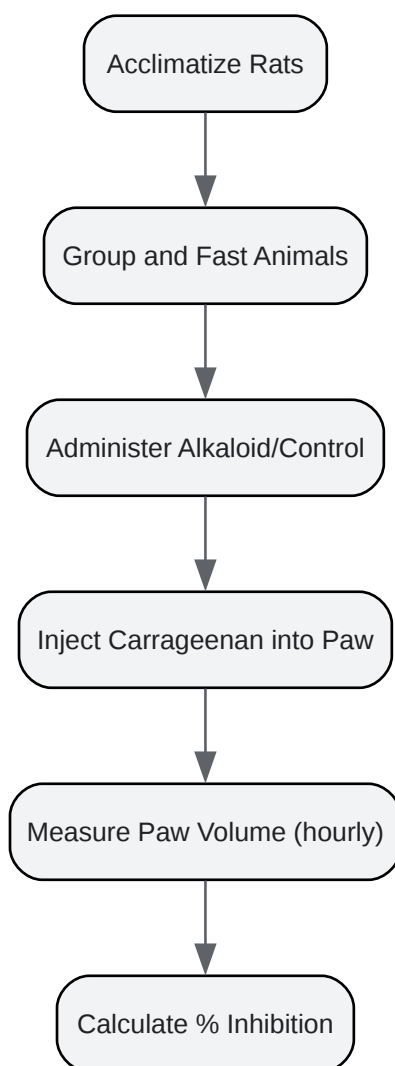 Acclimatize Rats
Group and Fast Animals
Administer Alkaloid/Control
Inject Carrageenan into Paw
Measure Paw Volume (hourly)
Calculate % Inhibition